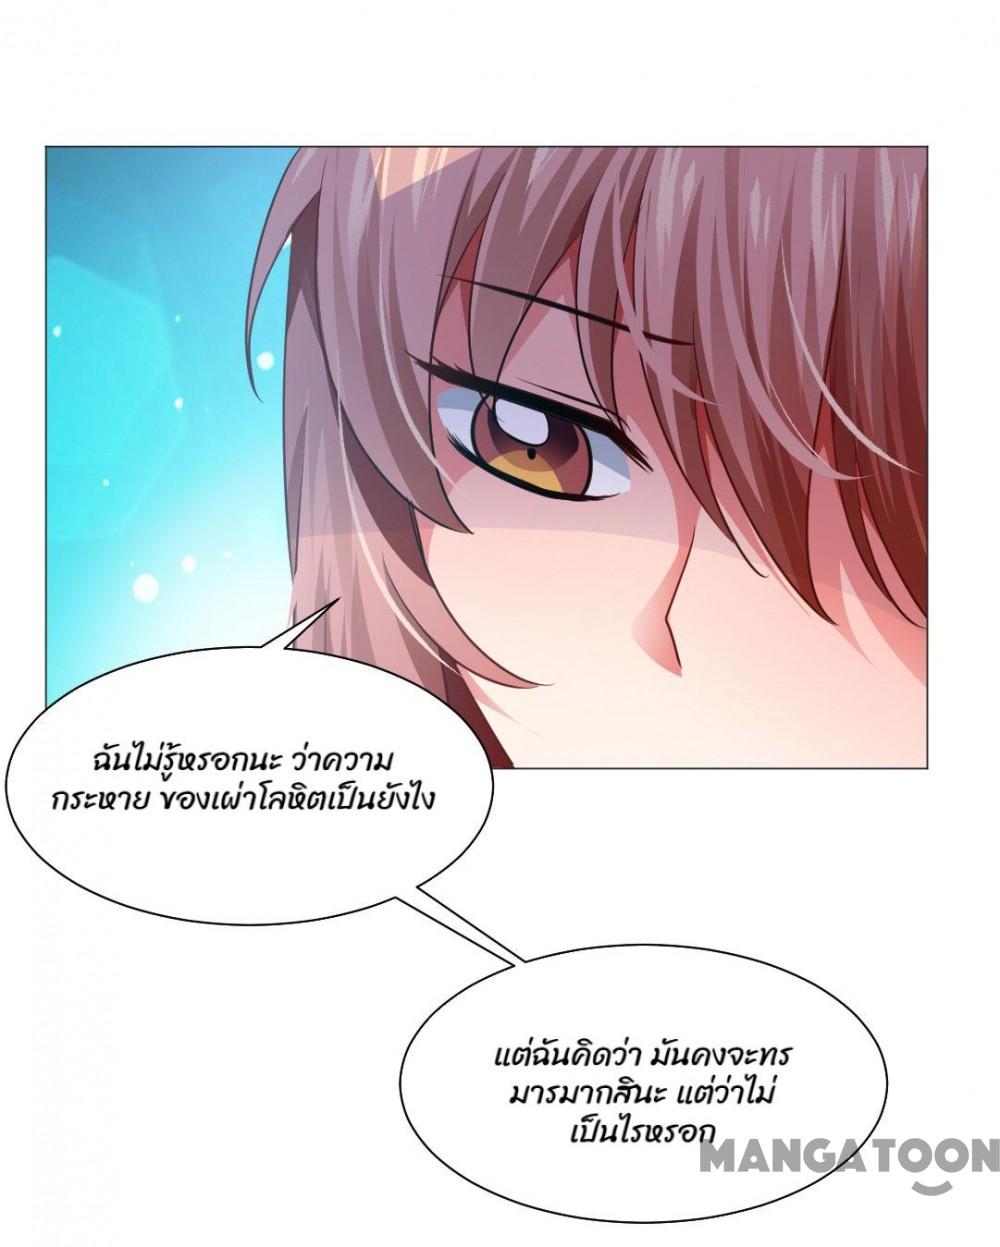 ฉันไม่รู้หรอกนะ ว่าความ
กระหาย ของเผ่าโลหิตเป็นยังไง
แต่ฉันคิดว่า มันคงจะทร
มารมากสินะ แต่ว่าไม่
เป็นไรหรอก
MANGATOON